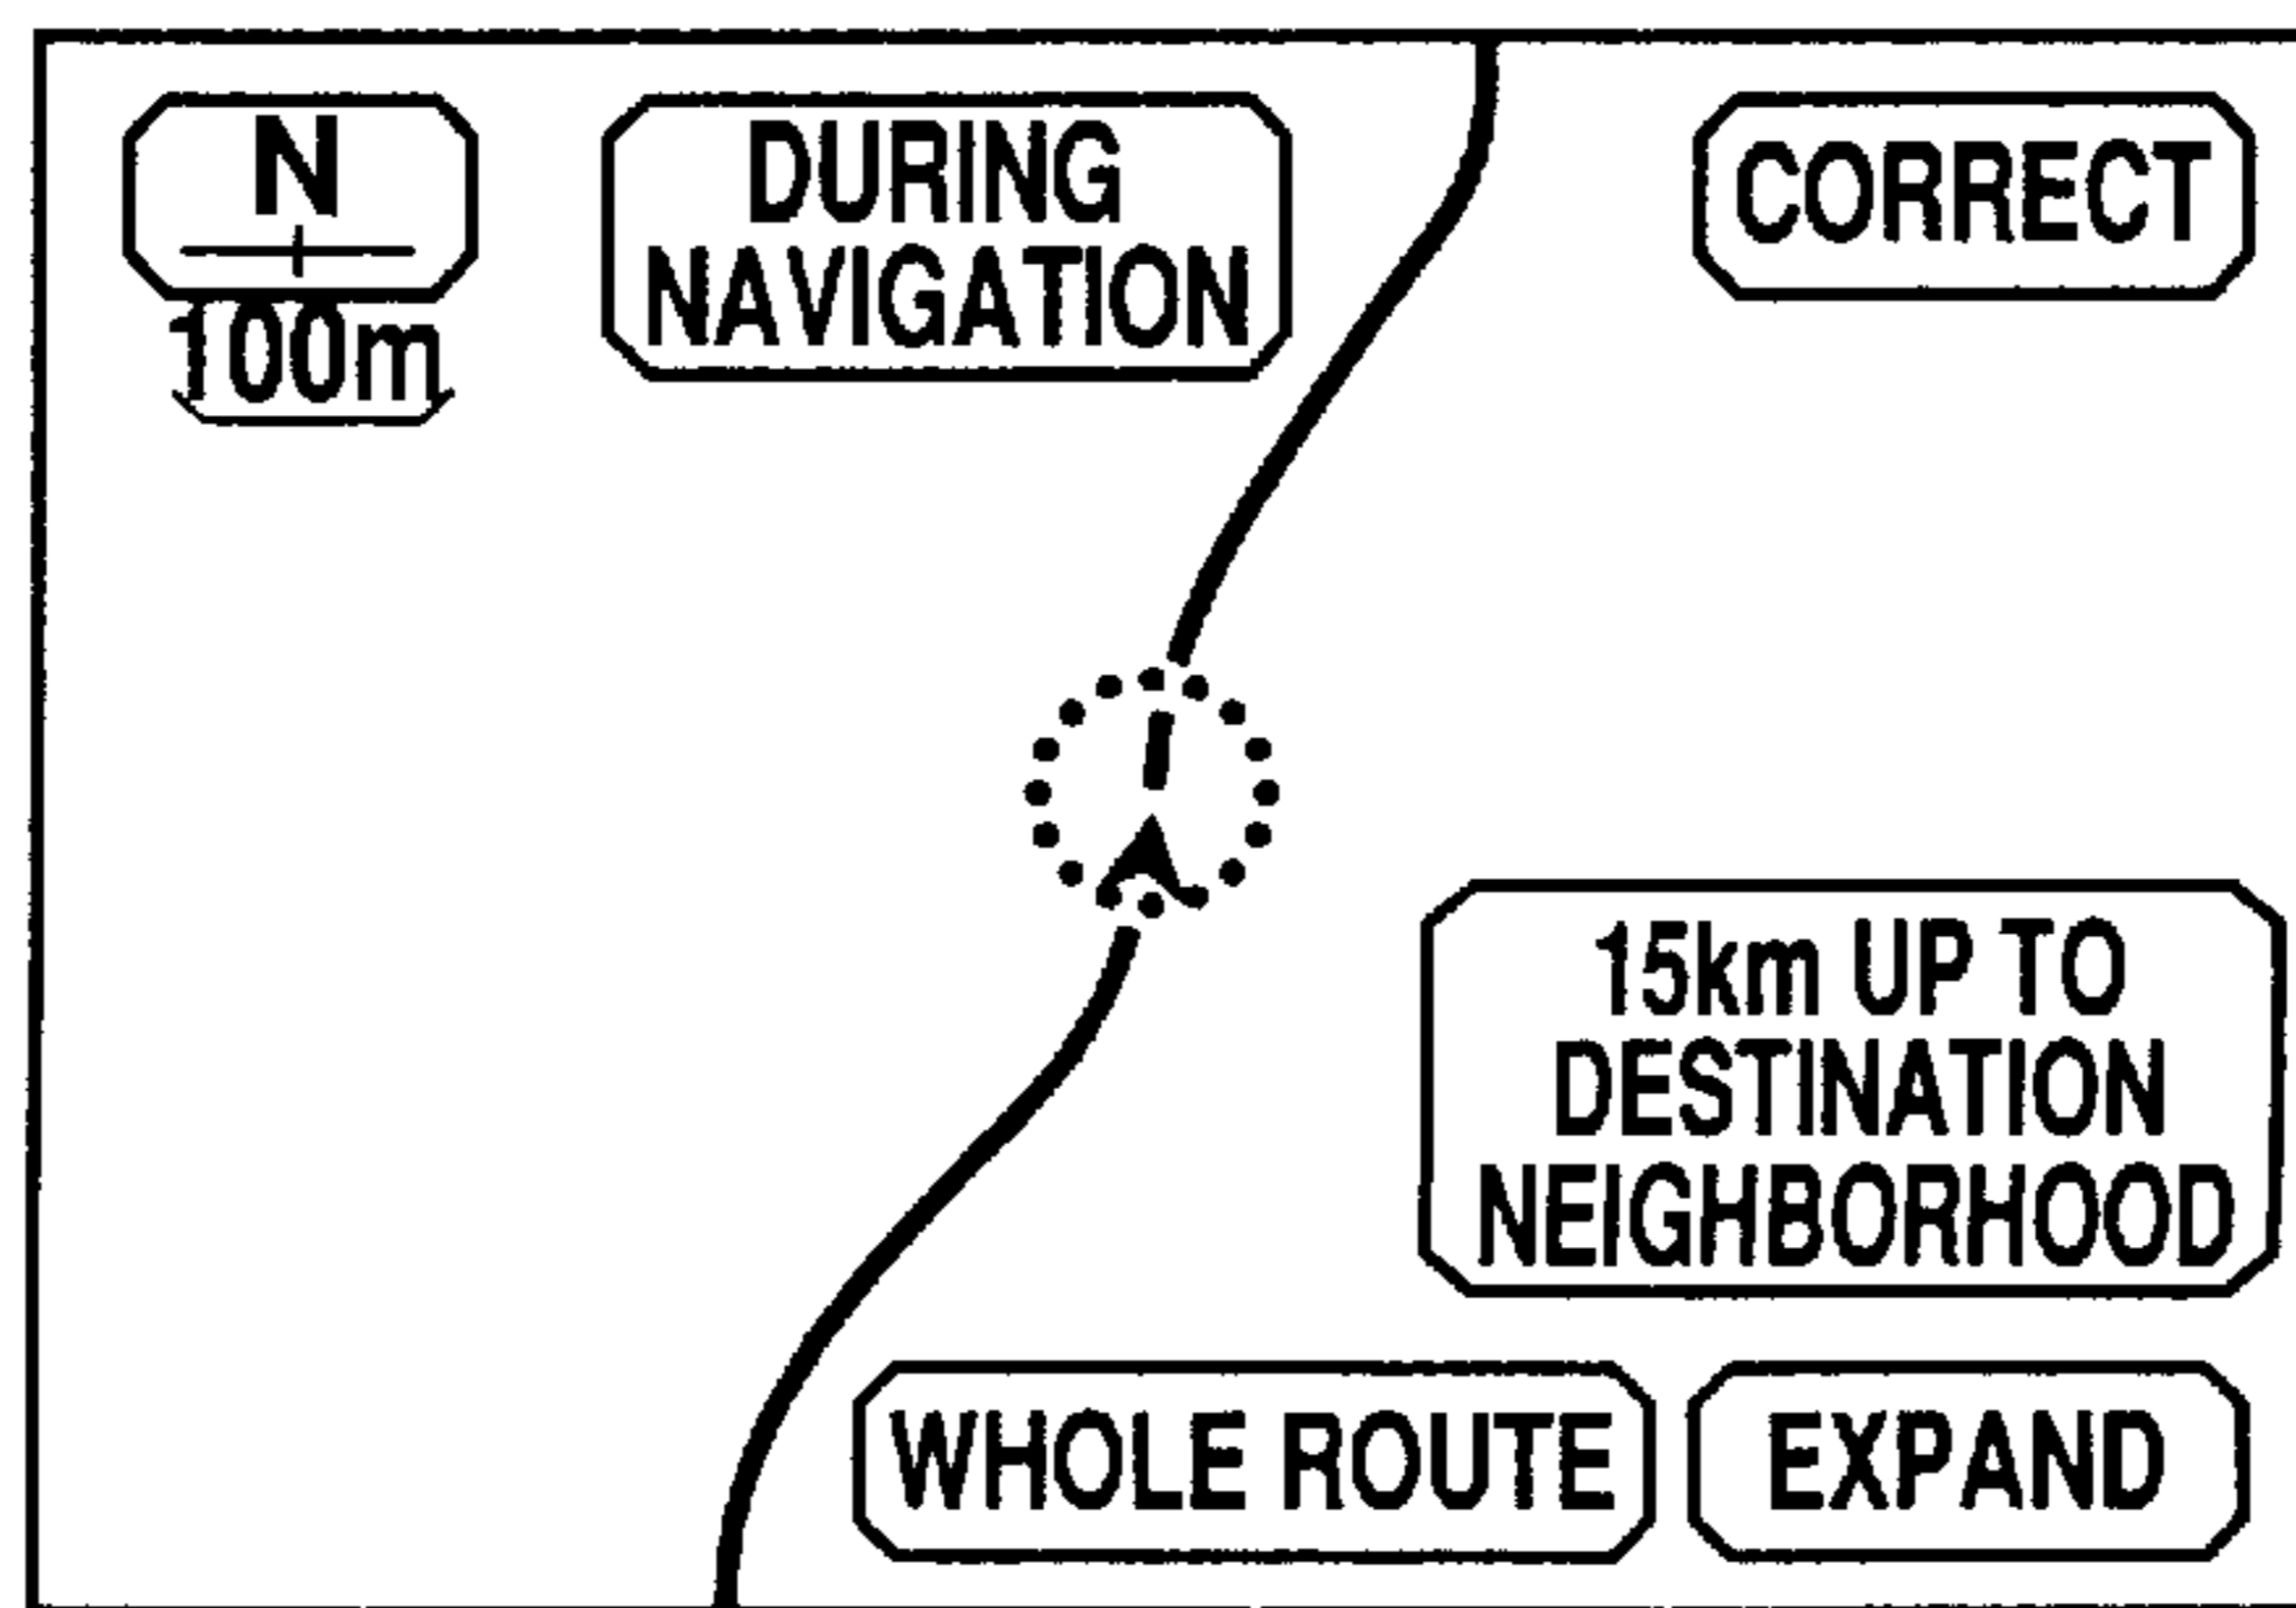 N
100m
DURING
NAVIGATION
CORRECT
15km UP TO
DESTINATION
NEIGHBORHOOD
WHOLE ROUTE
EXPAND